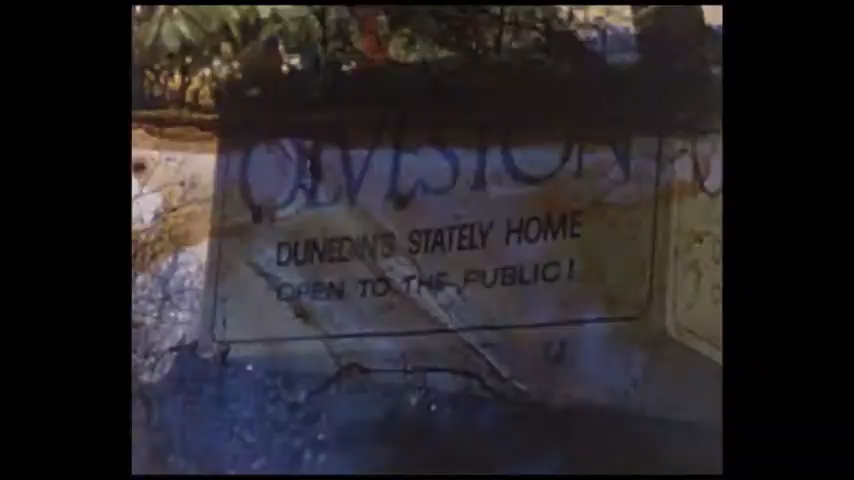 OLVESTON
DUNEDIN'S STATELY HOME
OPEN TO THE PUBLIC!